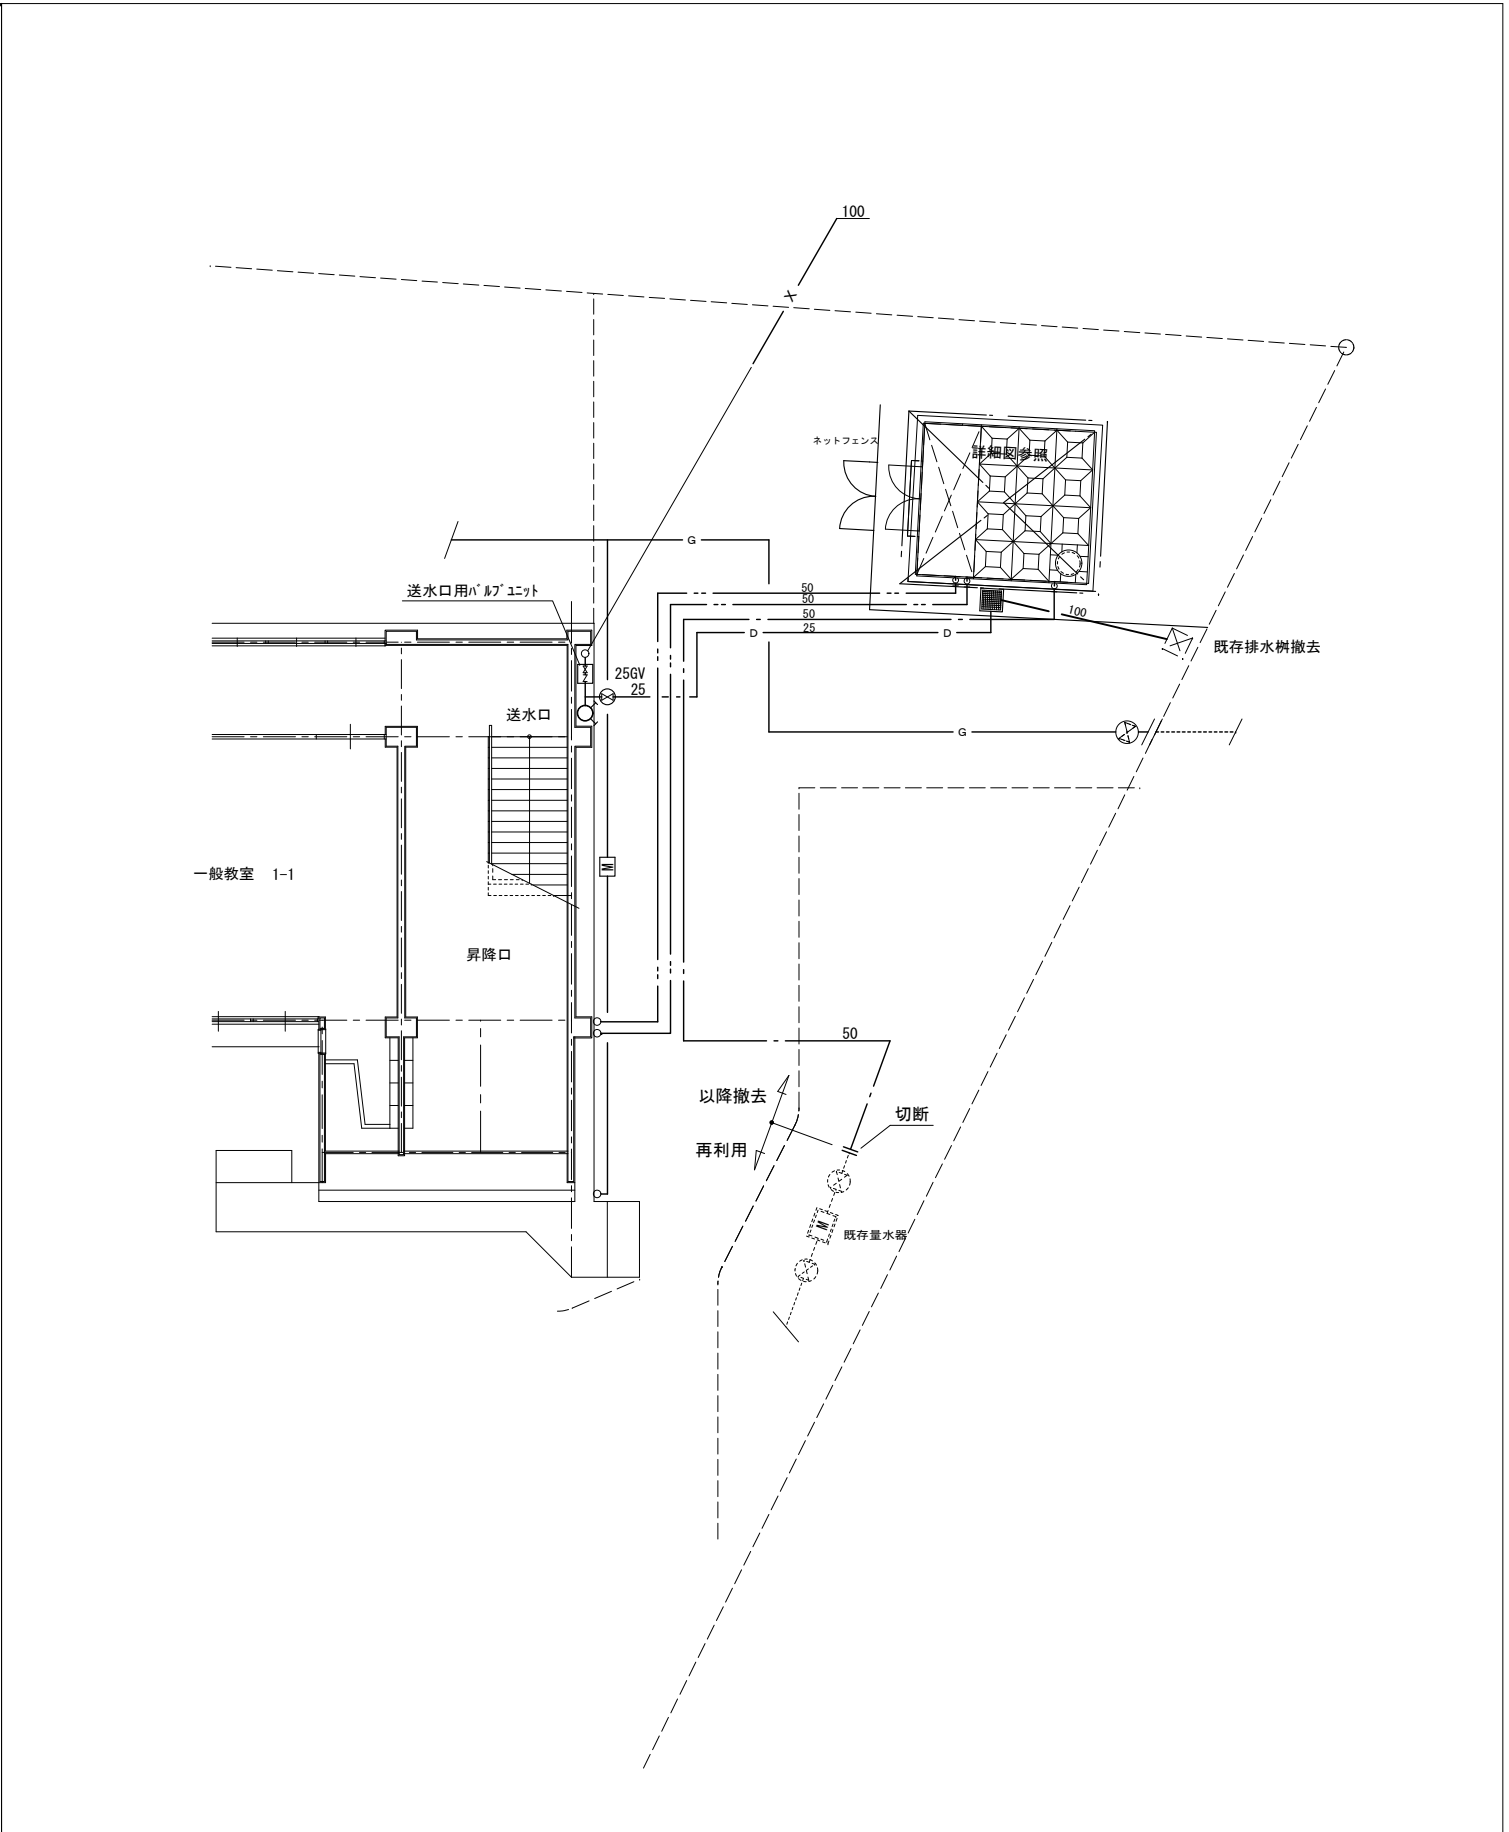 100
ネットフェンス
詳細図参照
G
送水口用ﾊﾞﾙﾌﾞﾕﾆｯﾄ
50
50
50
D
25
D
100
既存排水桝撤去
25GV
25
送水口
G
M
一般教室 1-1
昇降口
50
以降撤去
切断
再利用
M
既存量水器